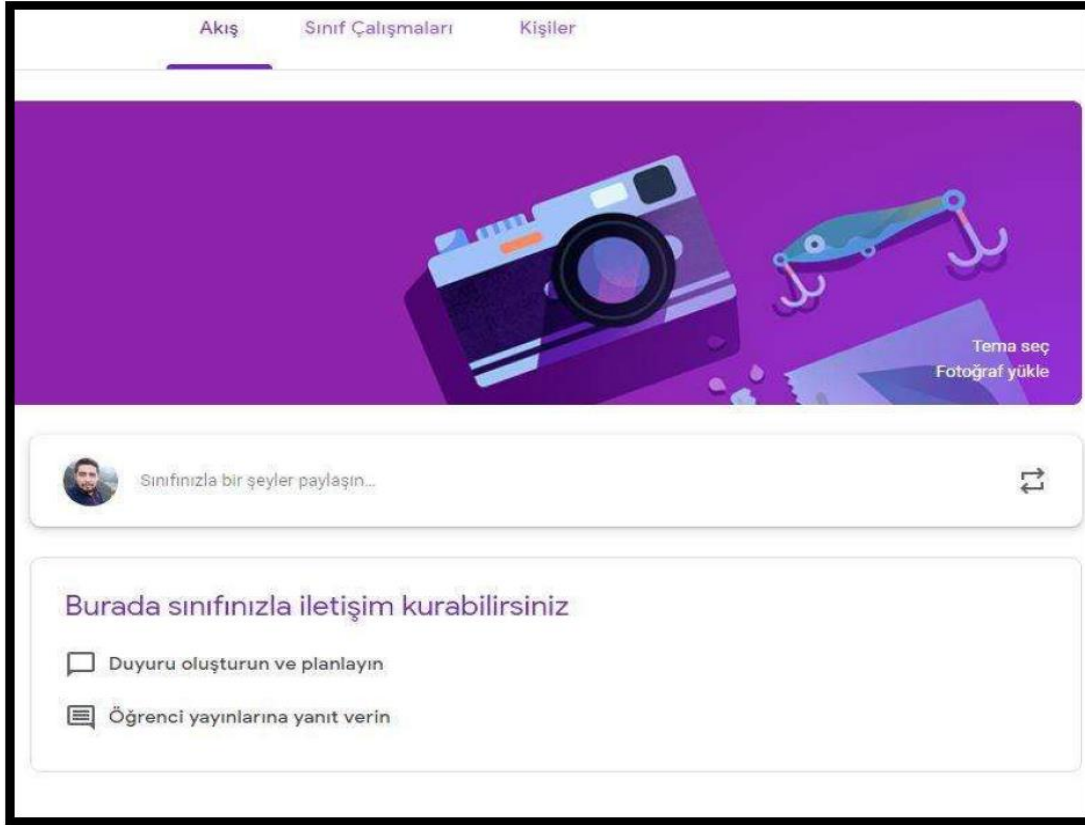 Akış Sınıf Çalışmaları Kişiler
Tema seç
Fotoğraf yükle
Sınıfınızla bir şeyler paylaşın...
Burada sınıfınızla iletişim kurabilirsiniz
Duyuru oluşturun ve planlayın
Öğrenci yayınlarına yanıt verin